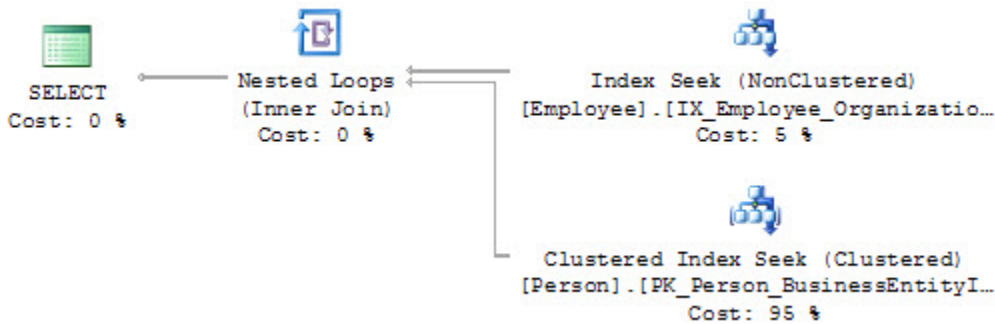 SELECT
Cost: 0 %
Nested Loops
(Inner Join)
Cost: 0 %
Index Seek (NonClustered)
[Employee].[IX_Employee_Organizatio…
Cost: 5 %
Clustered Index Seek (Clustered)
[Person].[PK_Person_BusinessEntityI…
Cost: 95 %